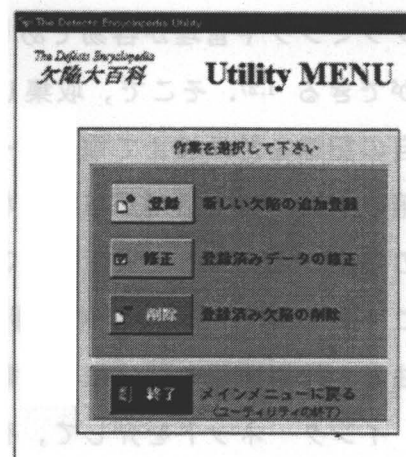 The Defects Encyclopedia Utility
The Defects Encyclopedia
欠陥大百科
Utility MENU
作業を選択して下さい
登録 新しい欠陥の追加登録
修正 登録済みデータの修正
削除 登録済み欠陥の削除
終了 メインメニューに戻る
(ユーティリティの終了)